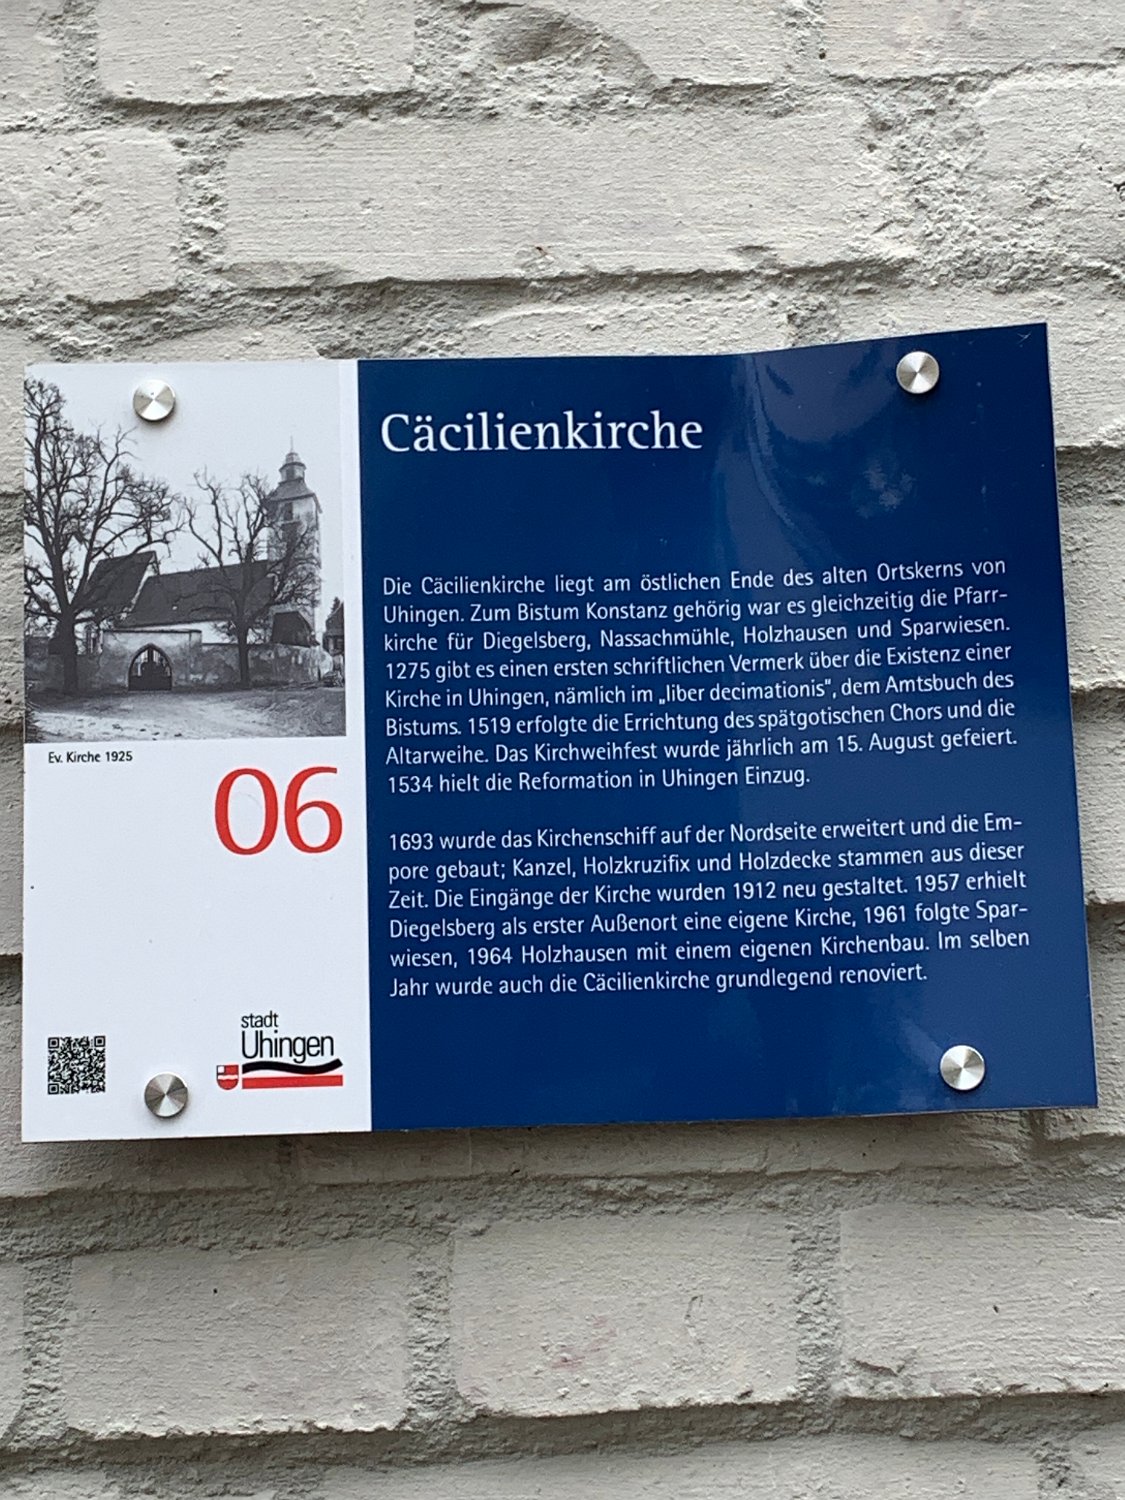 Cäcilienkirche
Die Cäcilienkirche liegt am östlichen Ende des alten Ortskerns von
Uhingen. Zum Bistum Konstanz gehörig war es gleichzeitig die Pfarr-
kirche für Diegelsberg, Nassachmühle, Holzhausen und Sparwiesen.
1275 gibt es einen ersten schriftlichen Vermerk über die Existenz einer
Kirche in Uhingen, nämlich im „liber decimationis“, dem Amtsbuch des
Bistums. 1519 erfolgte die Errichtung des spätgotischen Chors und die
Altarweihe. Das Kirchweihfest wurde jährlich am 15. August gefeiert.
1534 hielt die Reformation in Uhingen Einzug.
1693 wurde das Kirchenschiff auf der Nordseite erweitert und die Em-
pore gebaut; Kanzel, Holzkruzifix und Holzdecke stammen aus dieser
Zeit. Die Eingänge der Kirche wurden 1912 neu gestaltet. 1957 erhielt
Diegelsberg als erster Außenort eine eigene Kirche, 1961 folgte Spar-
wiesen, 1964 Holzhausen mit einem eigenen Kirchenbau. Im selben
Jahr wurde auch die Cäcilienkirche grundlegend renoviert.
Ev. Kirche 1925
06
stadt
Uhingen